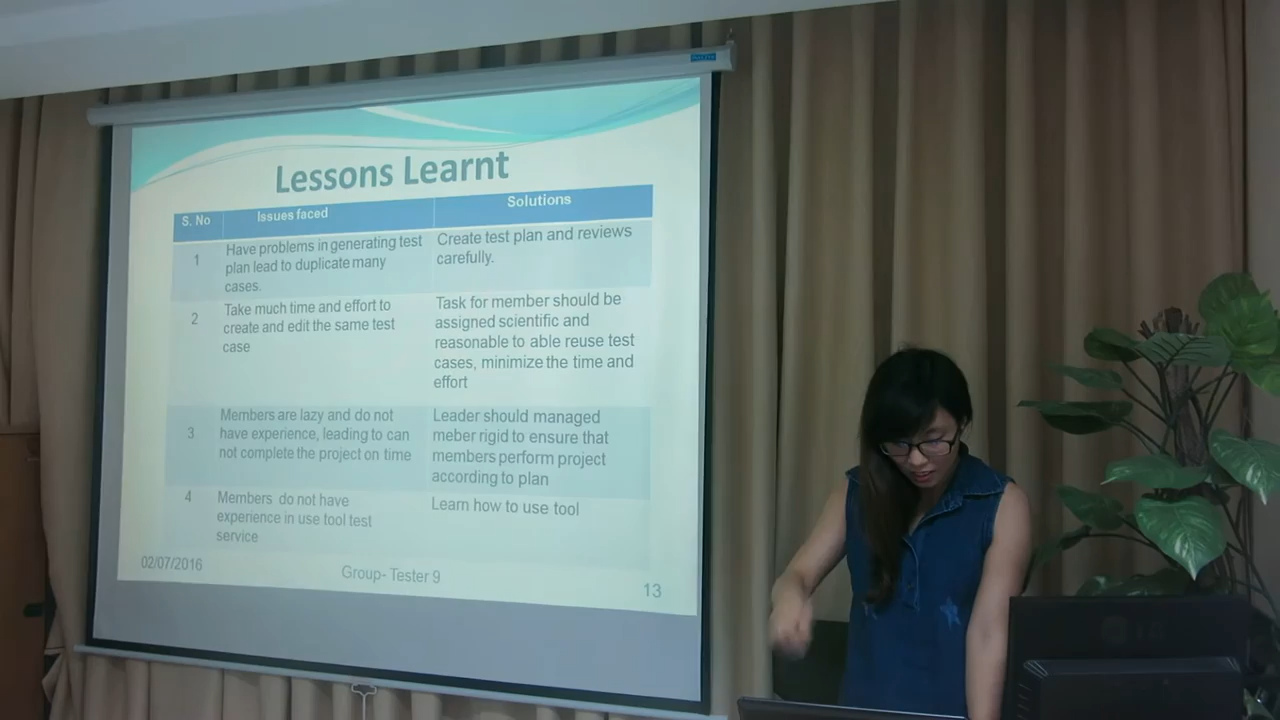 Lessons Learnt
S. No Issues faced Solutions
1 Have problems in generating test
plan lead to duplicate many
cases.
Create test plan and reviews
carefully.
2 Take much time and effort to
create and edit the same test
case
Task for member should be
assigned scientific and
reasonable to able reuse test
cases, minimize the time and
effort
3 Members are lazy and do not
have experience, leading to can
not complete the project on time
Leader should managed
meber rigid to ensure that
members perform project
according to plan
4 Members do not have
experience in use tool test
service
Learn how to use tool
02/07/2016
Group- Tester 9
13